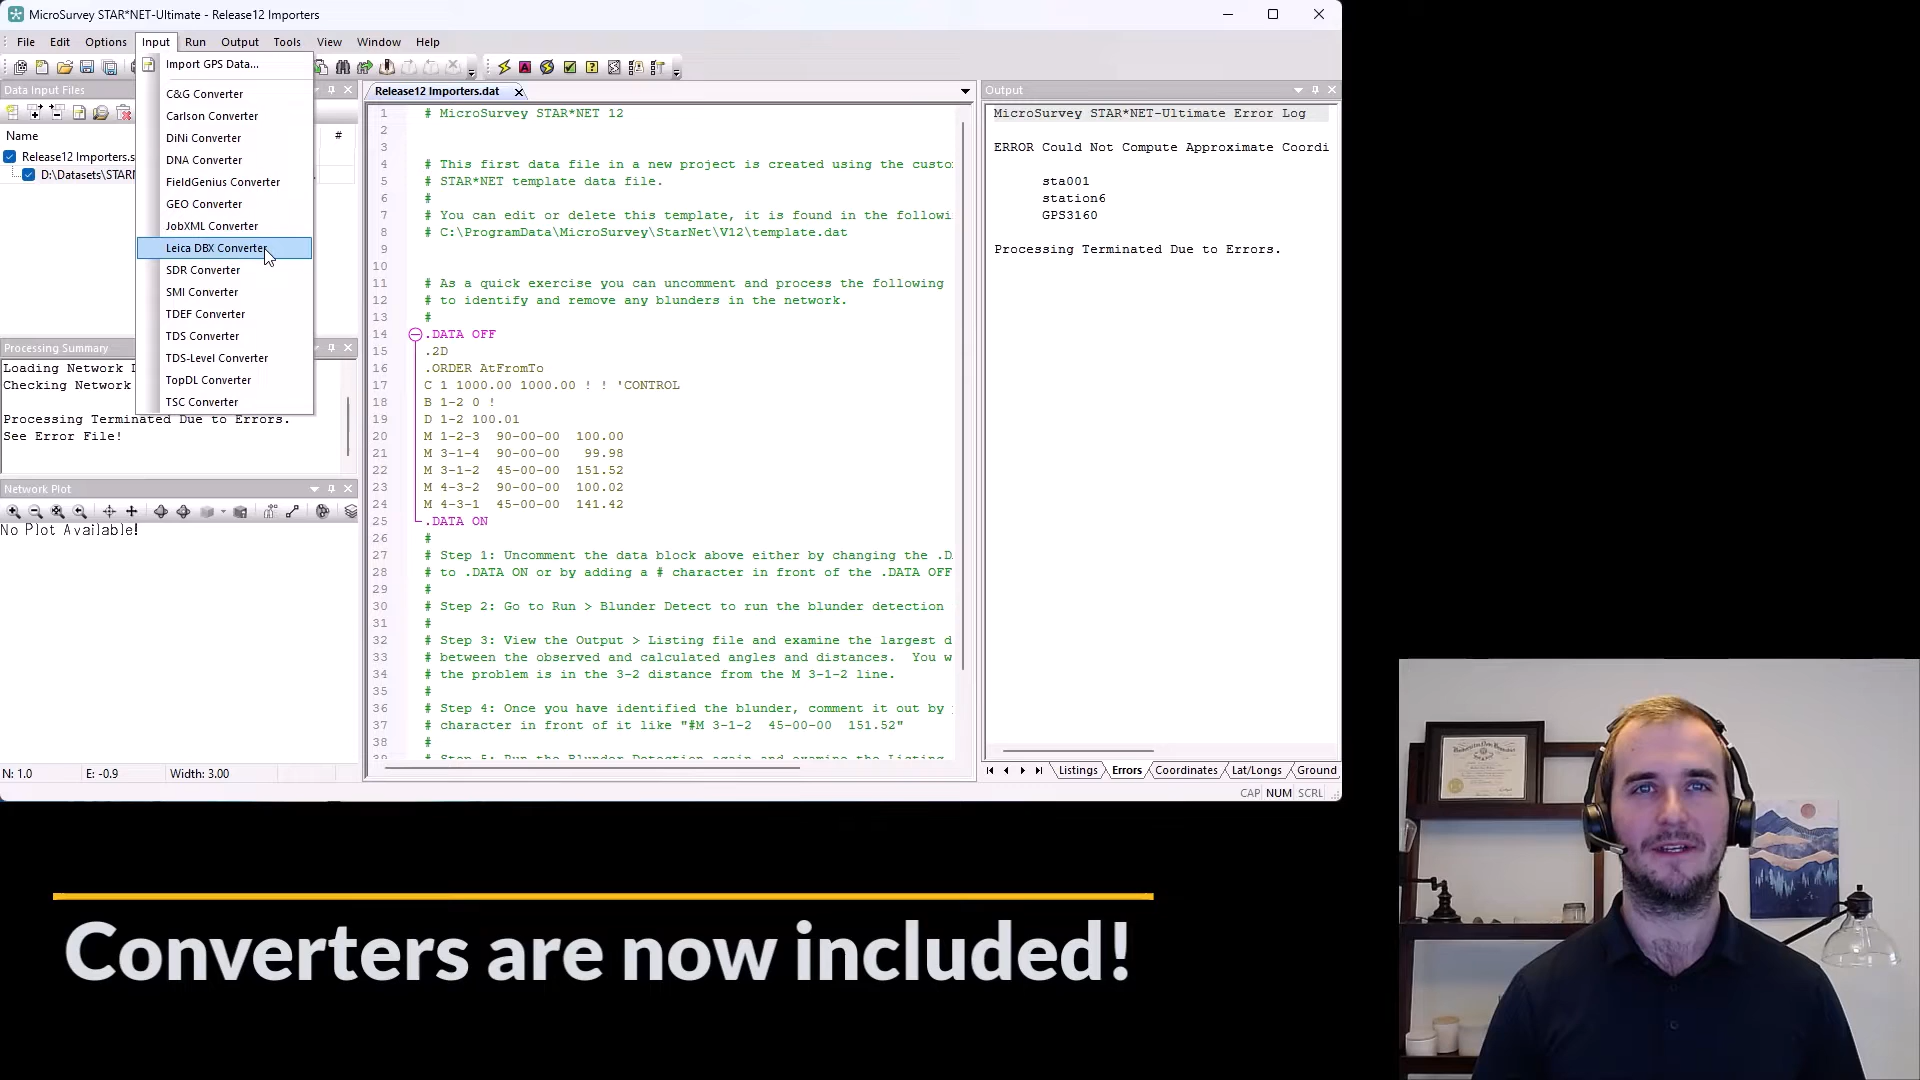 MicroSurvey STAR*NET-Ultimate - Release12 Importers
File Edit Options Input Run Output Tools View Window Help
Import GPS Data...
C&G Converter
Carlson Converter
DiNi Converter
DNA Converter
FieldGenius Converter
GEO Converter
JobXML Converter
Leica DBX Converter
SDR Converter
SMI Converter
TDEF Converter
TDS Converter
TDS-Level Converter
TopDL Converter
TSC Converter
Data Input Files
Name #
Release12 Importers.s
D:\Datasets\STAR
Processing Summary
Loading Network
Checking Network
Processing Terminated Due to Errors.
See Error File!
Network Plot
No Plot Available!
N: 1.0 E: -0.9 Width: 3.00
Release12 Importers.dat
1 # MicroSurvey STAR*NET 12
2
3
4 # This first data file in a new project is created using the custo
5 # STAR*NET template data file.
6 #
7 # You can edit or delete this template, it is found in the followi
8 # C:\ProgramData\MicroSurvey\StarNet\V12\template.dat
9
10
11 # As a quick exercise you can uncomment and process the following
12 # to identify and remove any blunders in the network.
13 #
14 .DATA OFF
15 .2D
16 .ORDER AtFromTo
17 C 1 1000.00 1000.00 ! ! 'CONTROL
18 B 1-2 0 !
19 D 1-2 100.01
20 M 1-2-3 90-00-00 100.00
21 M 3-1-4 90-00-00 99.98
22 M 3-1-2 45-00-00 151.52
23 M 4-3-2 90-00-00 100.02
24 M 4-3-1 45-00-00 141.42
25 .DATA ON
26 #
27 # Step 1: Uncomment the data block above either by changing the .D
28 # to .DATA ON or by adding a # character in front of the .DATA OFF
29 #
30 # Step 2: Go to Run > Blunder Detect to run the blunder detection
31 #
32 # Step 3: View the Output > Listing file and examine the largest d
33 # between the observed and calculated angles and distances. You w
34 # the problem is in the 3-2 distance from the M 3-1-2 line.
35 #
36 # Step 4: Once you have identified the blunder, comment it out by
37 # character in front of it like "#M 3-1-2 45-00-00 151.52"
38 #
39 # Step 5: Run the Blunder Detection again and examine the Listing
Output
MicroSurvey STAR*NET-Ultimate Error Log
ERROR Could Not Compute Approximate Coordi
sta001
station6
GPS3160
Processing Terminated Due to Errors.
Listings Errors Coordinates Lat/Longs Ground
CAP NUM SCRL
Converters are now included!